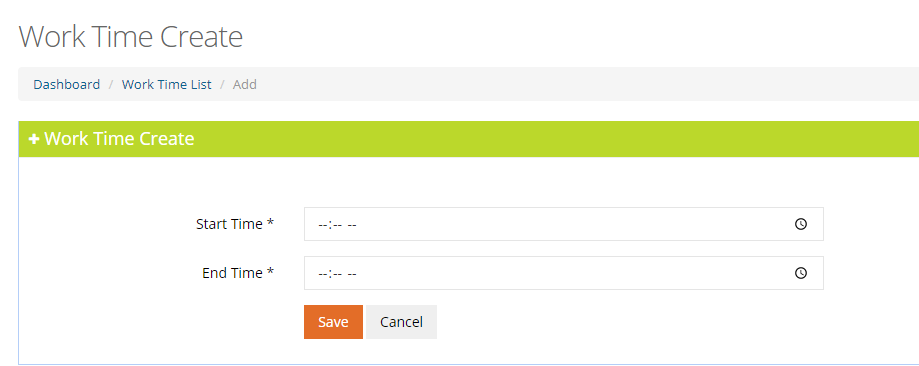 Work Time Create
Dashboard / Work Time List / Add
Work Time Create
Start Time * --:-- --
End Time * --:-- --
Save Cancel